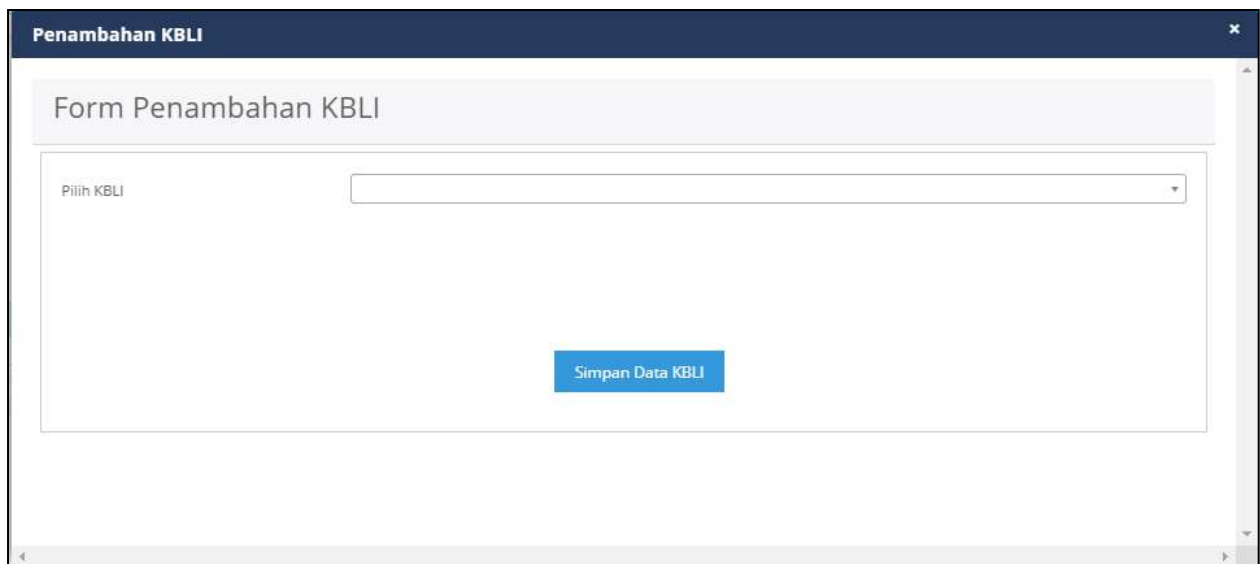 Penambahan KBLI
Form Penambahan KBLI
Pilih KBLI
Simpan Data KBLI